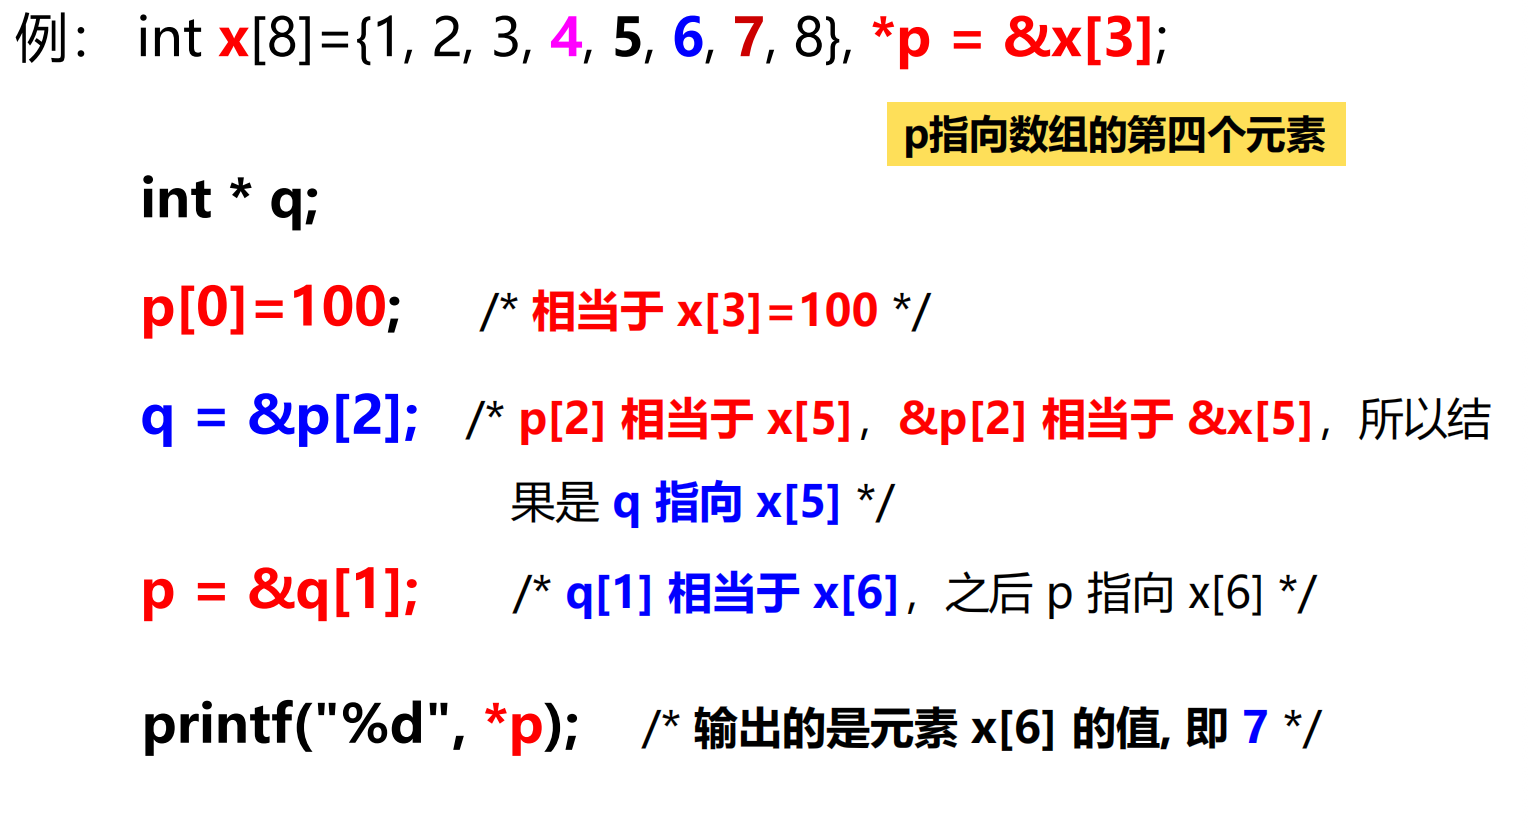 例： int x[8]={1, 2, 3, 4, 5, 6, 7, 8}, *p = &x[3];
p指向数组的第四个元素
int * q;
p[0]=100; /* 相当于 x[3]=100 */
q = &p[2]; /* p[2] 相当于 x[5]，&p[2] 相当于 &x[5]，所以结
果是 q 指向 x[5] */
p = &q[1]; /* q[1] 相当于 x[6]，之后 p 指向 x[6] */
printf("%d", *p); /* 输出的是元素 x[6] 的值, 即 7 */